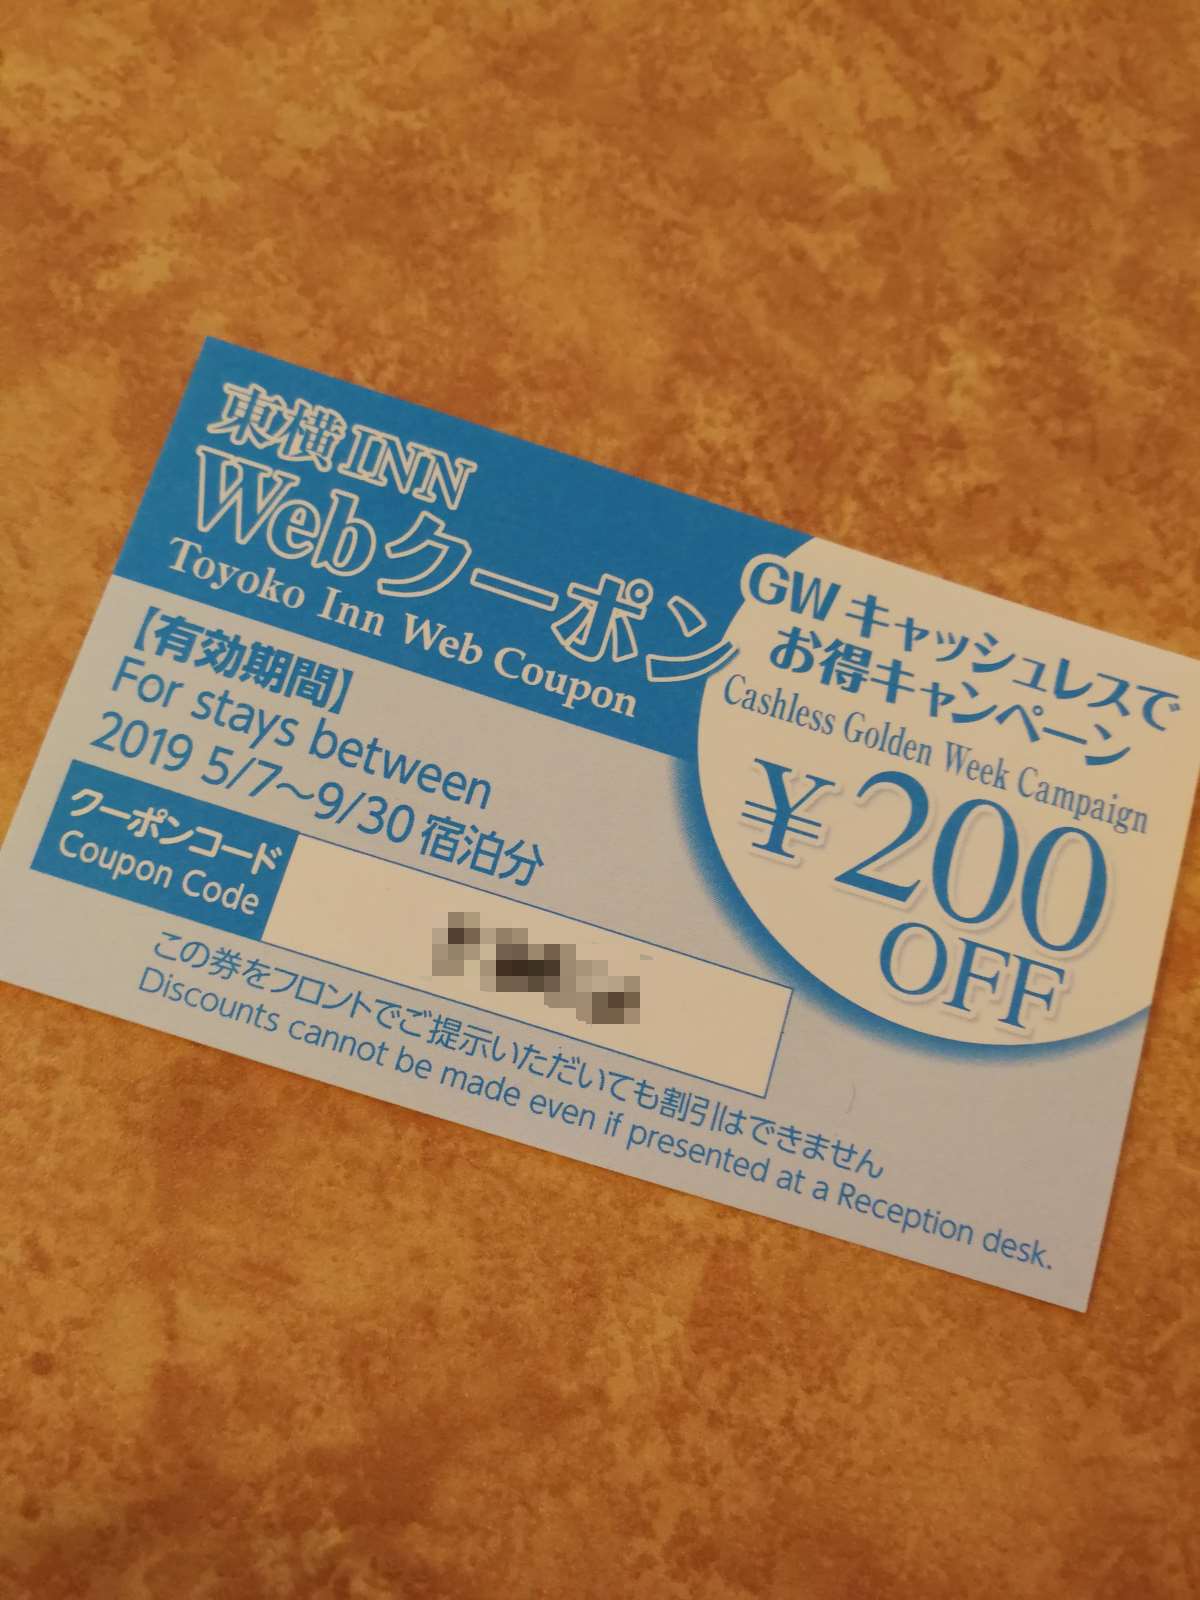 東横INN
Webクーポン
Toyoko Inn Web Coupon
GWキャッシュレスで
お得キャンペーン
Cashless Golden Week Campaign
¥200
OFF
【有効期間】
For stays between
2019 5/7～9/30 宿泊分
クーポンコード
Coupon Code
この券をフロントでご提示いただいても割引はできません
Discounts cannot be made even if presented at a Reception desk.